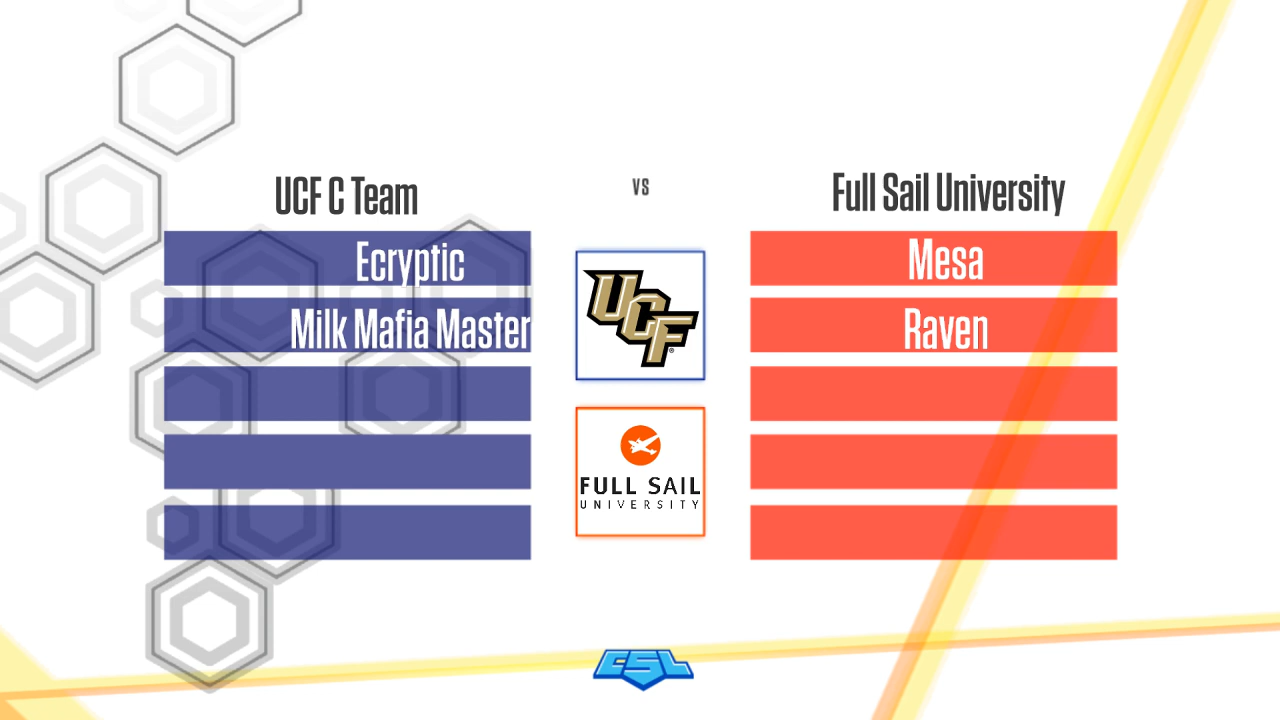 UCF C Team
VS
Full Sail University
Ecryptic
Mesa
Milk Mafia Master
Raven
UCF
FULL SAIL
UNIVERSITY
CSL